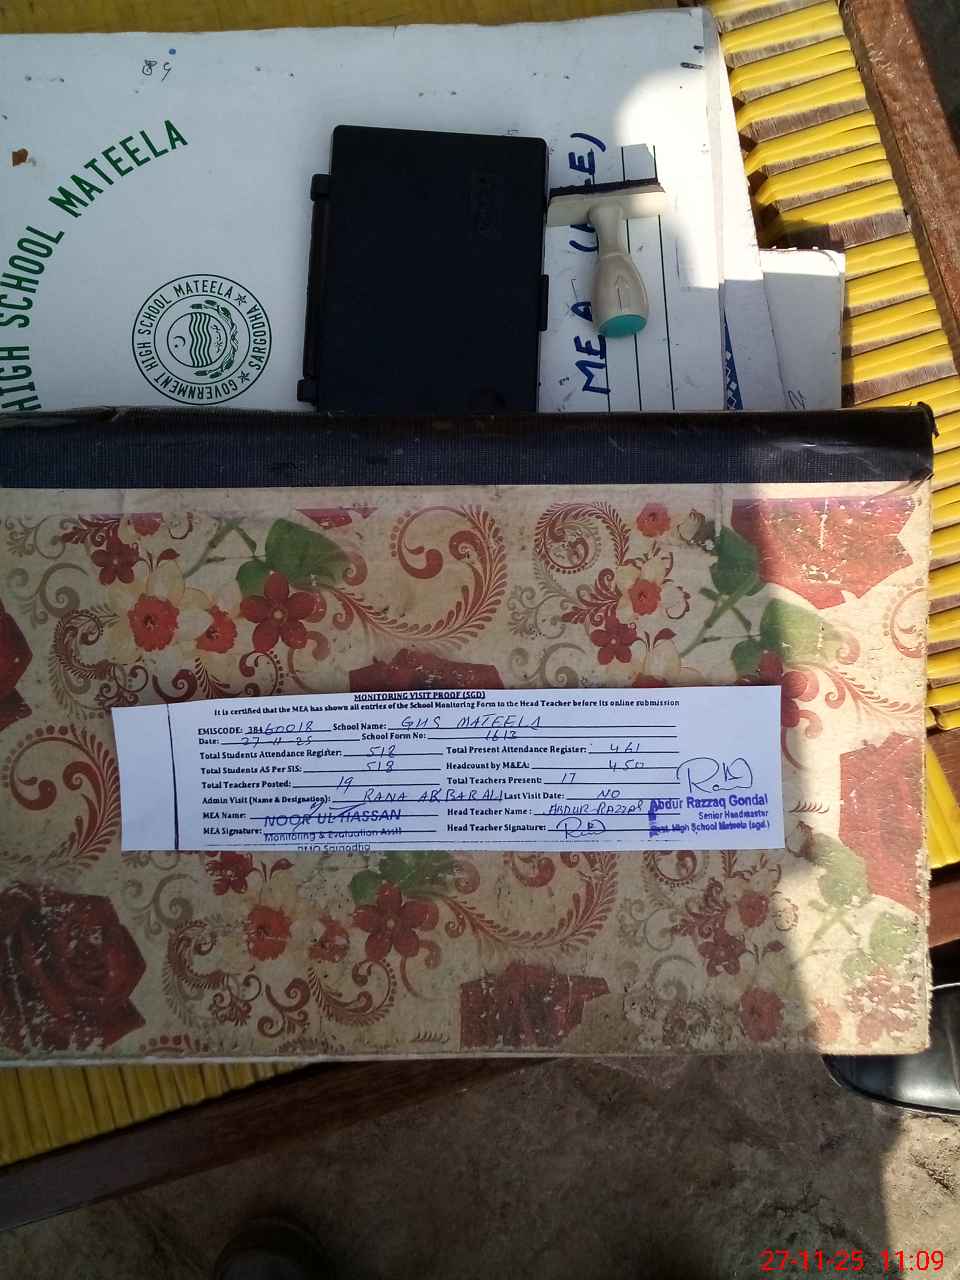 HIGH SCHOOL MATEELA
GOVERNMENT HIGH SCHOOL MATEELA
SARGODHA
MEA
MONITORING VISIT PROOF (SGD)
It is certified that the MEA has shown all entries of the School Monitoring Form to the Head Teacher before its online submission
EMISCODE: 38460018 School Name: GHS MATEELA
Date: 27-11-25 School Form No: 1613
Total Students Attendance Register: 518 Total Present Attendance Register: 461
Total Students AS Per SIS: 518 Headcount by M&EA: 450
Total Teachers Posted: 19 Total Teachers Present: 17
Admin Visit (Name & Designation): RANA AKBAR ALI Last Visit Date: NO
MEA Name: NOOR UL HASSAN Head Teacher Name: ABDUR RAZZAQ
MEA Signature: Monitoring & Evaluation Asstt Head Teacher Signature:
DMO Sargodha
Abdur Razzaq Gondal
Senior Headmaster
Govt. High School Mateela (sgd.)
27-11-25 11:09